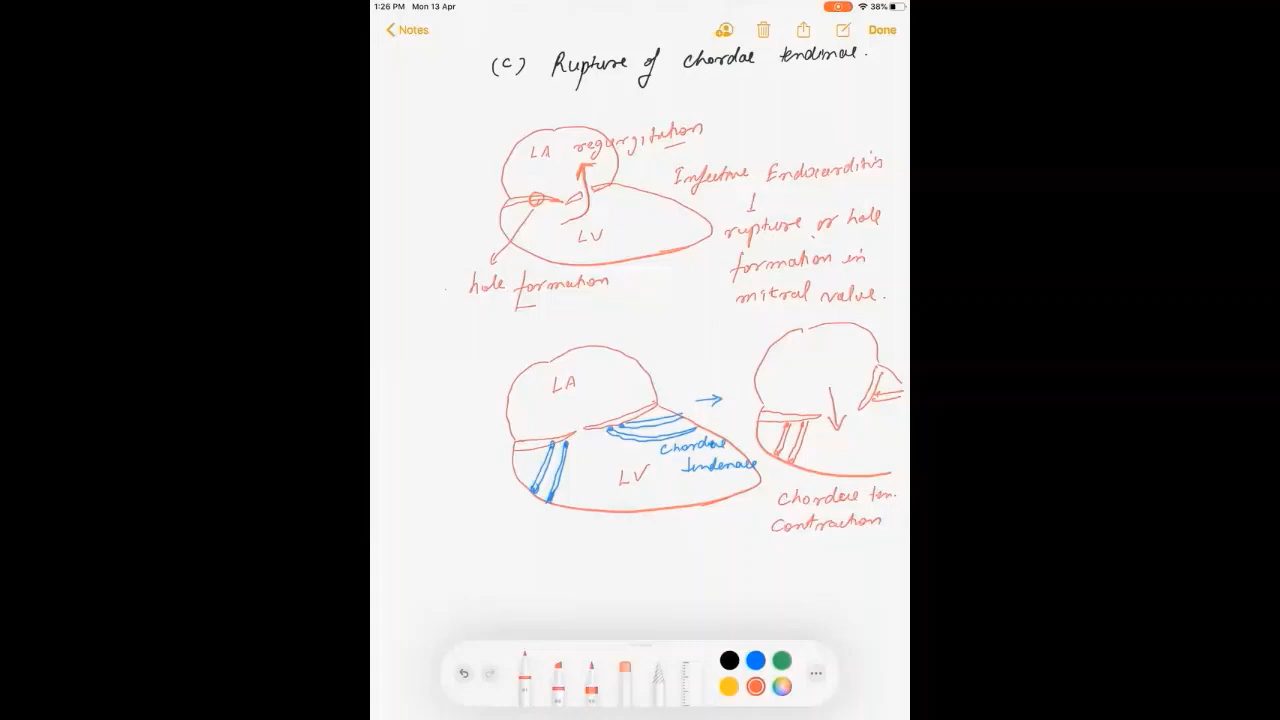 1:26 PM Mon 13 Apr
38%
Notes
Done
(c) Rupture of chordae tendinae.
LA
regurgitation
LV
hole formation
Infective Endocarditis
↓
rupture or hole
formation in
mitral valve.
LA
→
chordae
tendenae
LV
Chordae ten.
contraction